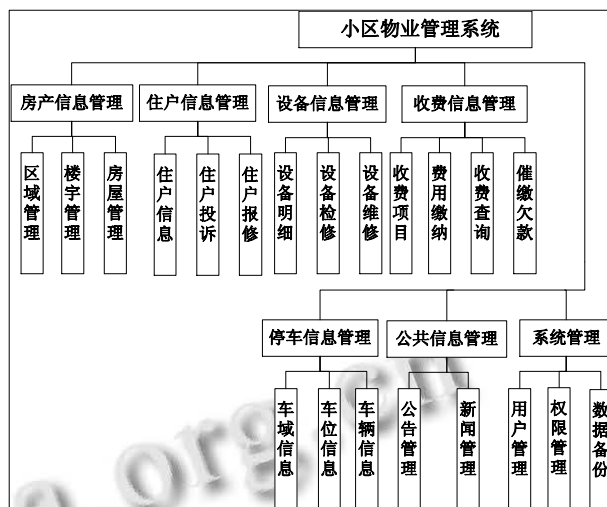 小区物业管理系统
房产信息管理
住户信息管理
设备信息管理
收费信息管理
区域管理
楼宇管理
房屋管理
住户信息
住户投诉
住户报修
设备明细
设备检修
设备维修
收费项目
费用缴纳
收费查询
催缴欠款
停车信息管理
公共信息管理
系统管理
车域信息
车位信息
车辆信息
公告管理
新闻管理
用户管理
权限管理
数据备份
a.org.cn